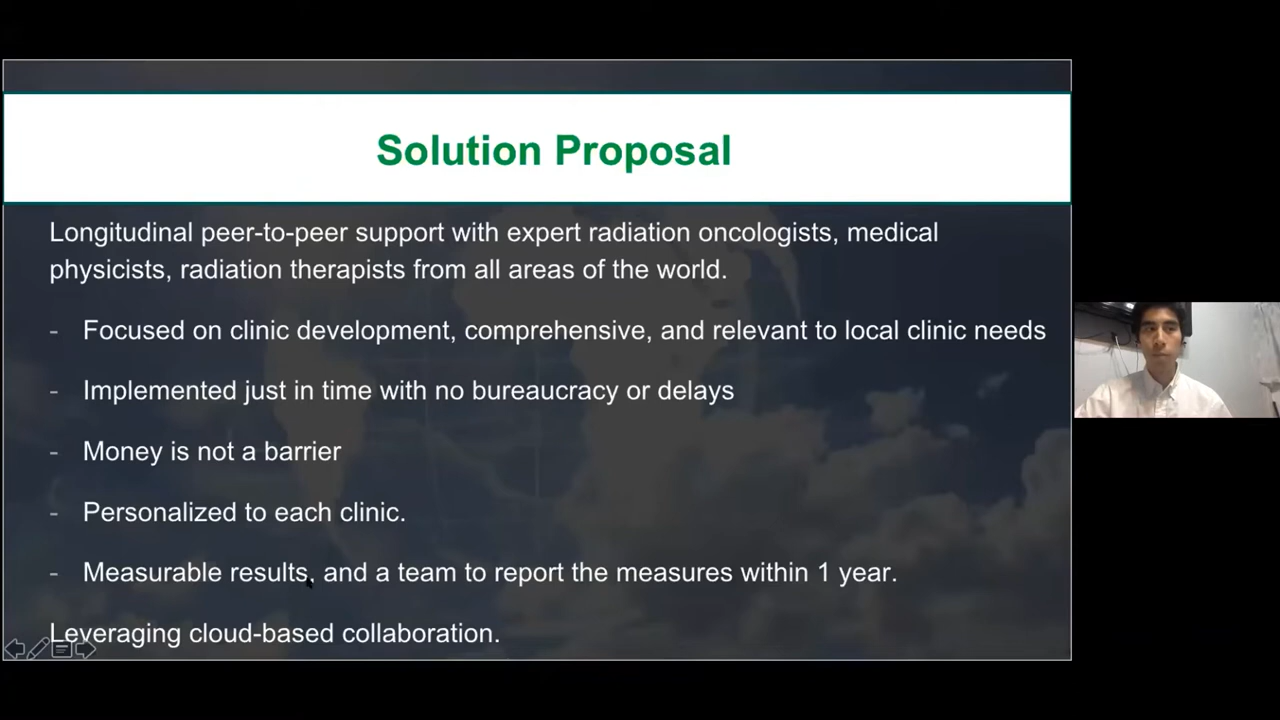 Solution Proposal
Longitudinal peer-to-peer support with expert radiation oncologists, medical
physicists, radiation therapists from all areas of the world.
- Focused on clinic development, comprehensive, and relevant to local clinic needs
- Implemented just in time with no bureaucracy or delays
- Money is not a barrier
- Personalized to each clinic.
- Measurable results, and a team to report the measures within 1 year.
Leveraging cloud-based collaboration.